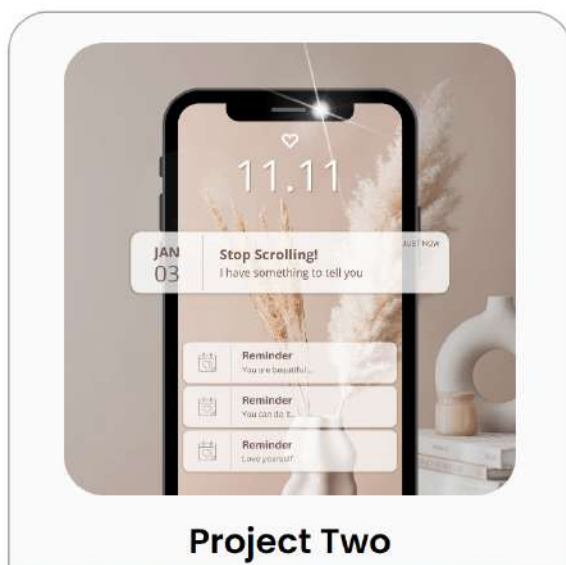 11.11
JAN
03
Stop Scrolling!
I have something to tell you
JUST NOW
Reminder
You are beautiful...
Reminder
You can do it..
Reminder
Love yourself..
Project Two